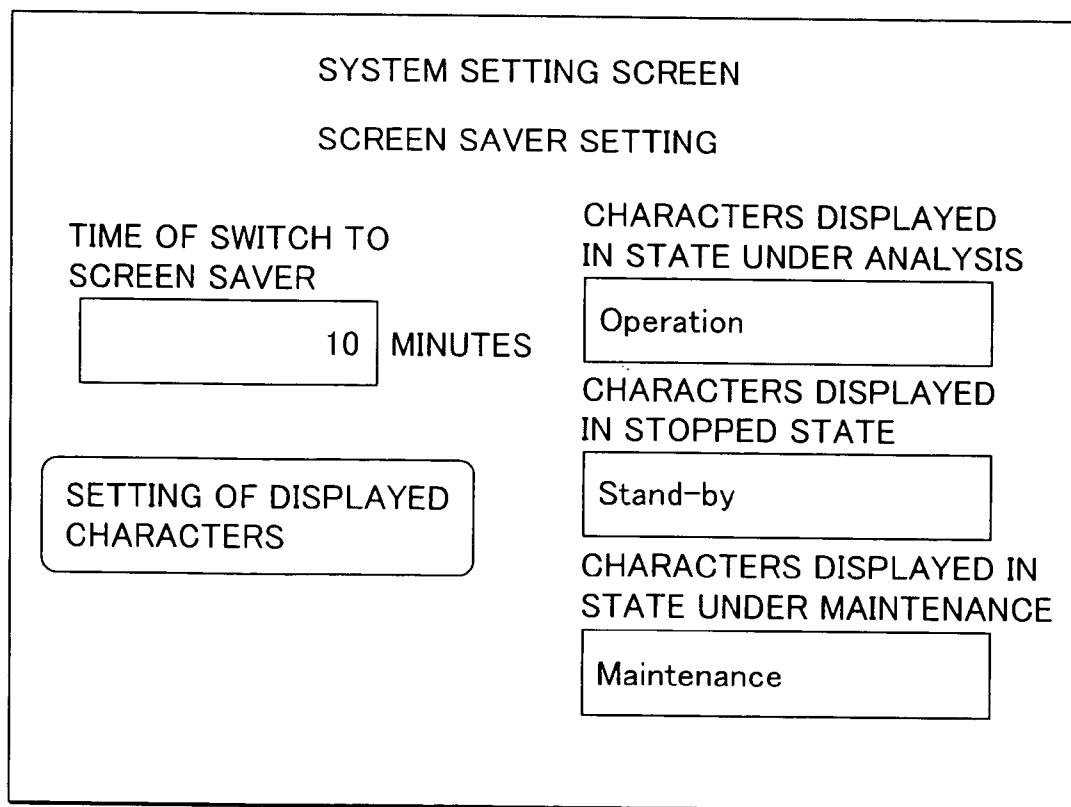 SYSTEM SETTING SCREEN
SCREEN SAVER SETTING
TIME OF SWITCH TO
SCREEN SAVER
10 MINUTES
SETTING OF DISPLAYED
CHARACTERS
CHARACTERS DISPLAYED
IN STATE UNDER ANALYSIS
Operation
CHARACTERS DISPLAYED
IN STOPPED STATE
Stand-by
CHARACTERS DISPLAYED IN
STATE UNDER MAINTENANCE
Maintenance